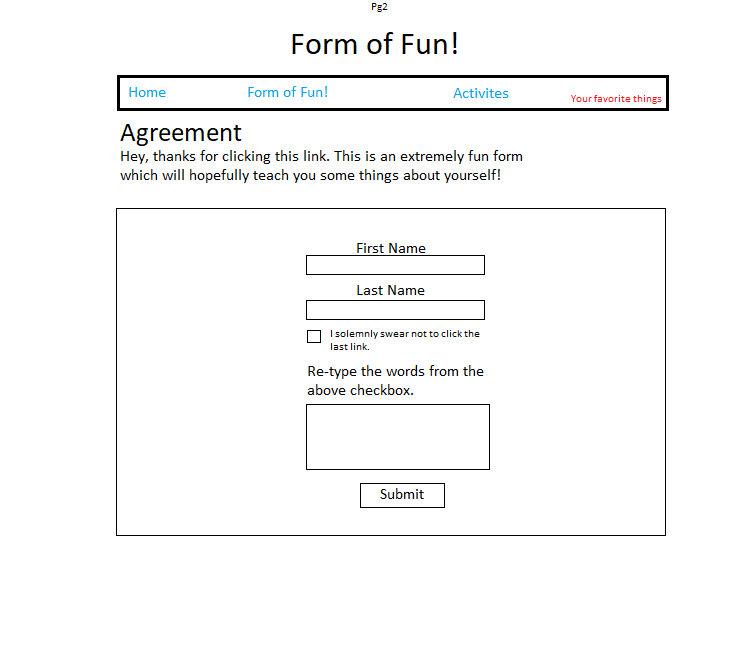 Pg2
Form of Fun!
Home Form of Fun! Activites Your favorite things
Agreement
Hey, thanks for clicking this link. This is an extremely fun form
which will hopefully teach you some things about yourself!
First Name
Last Name
I solemnly swear not to click the
last link.
Re-type the words from the
above checkbox.
Submit